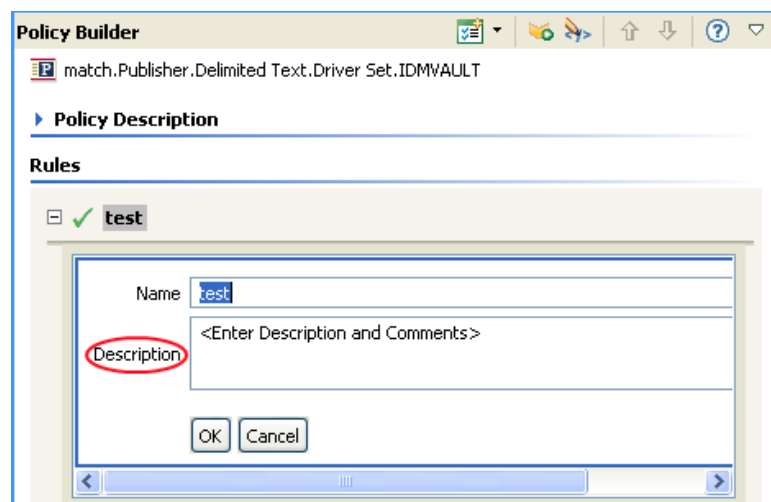 Policy Builder
match.Publisher.Delimited Text.Driver Set.IDMVAULT
Policy Description
Rules
test
Name test
<Enter Description and Comments>
Description
OK Cancel